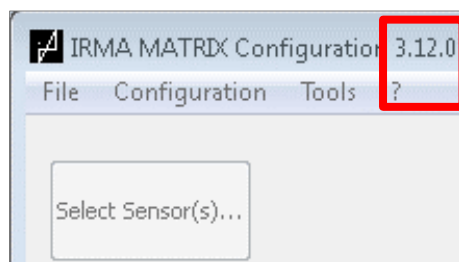 IRMA MATRIX Configuration 3.12.0
File Configuration Tools ?
Select Sensor(s)...